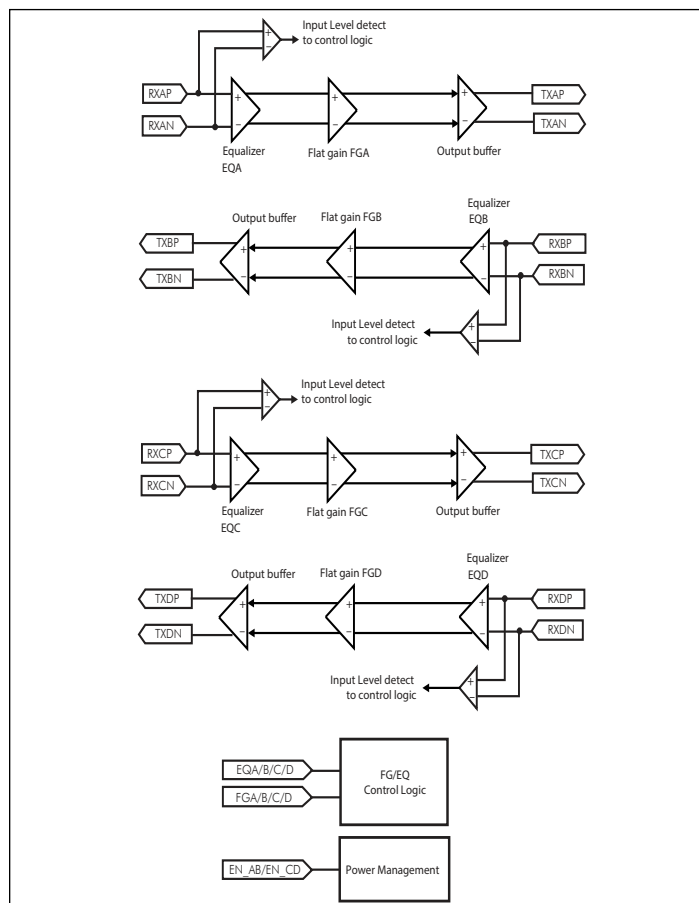 Input Level detect
to control logic
+
−
RXAP
RXAN
+
−
+
−
+
−
TXAP
TXAN
Equalizer
EQA
Flat gain FGA
Output buffer
Output buffer
Flat gain FGB
Equalizer
EQB
TXBP
TXBN
+
−
+
−
+
−
RXBP
RXBN
Input Level detect
to control logic
+
−
Input Level detect
to control logic
+
−
RXCP
RXCN
+
−
+
−
+
−
TXCP
TXCN
Equalizer
EQC
Flat gain FGC
Output buffer
Output buffer
Flat gain FGD
Equalizer
EQD
TXDP
TXDN
+
−
+
−
+
−
RXDP
RXDN
Input Level detect
to control logic
+
−
EQA/B/C/D
FGA/B/C/D
FG/EQ
Control Logic
EN_AB/EN_CD
Power Management